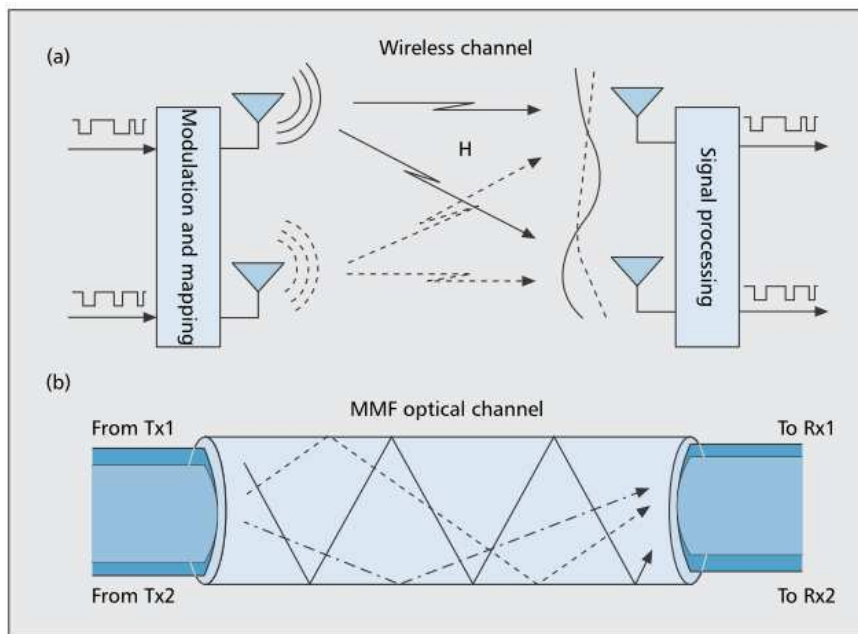 (a)
Wireless channel
Modulation and mapping
H
Signal processing
(b)
MMF optical channel
From Tx1
To Rx1
From Tx2
To Rx2